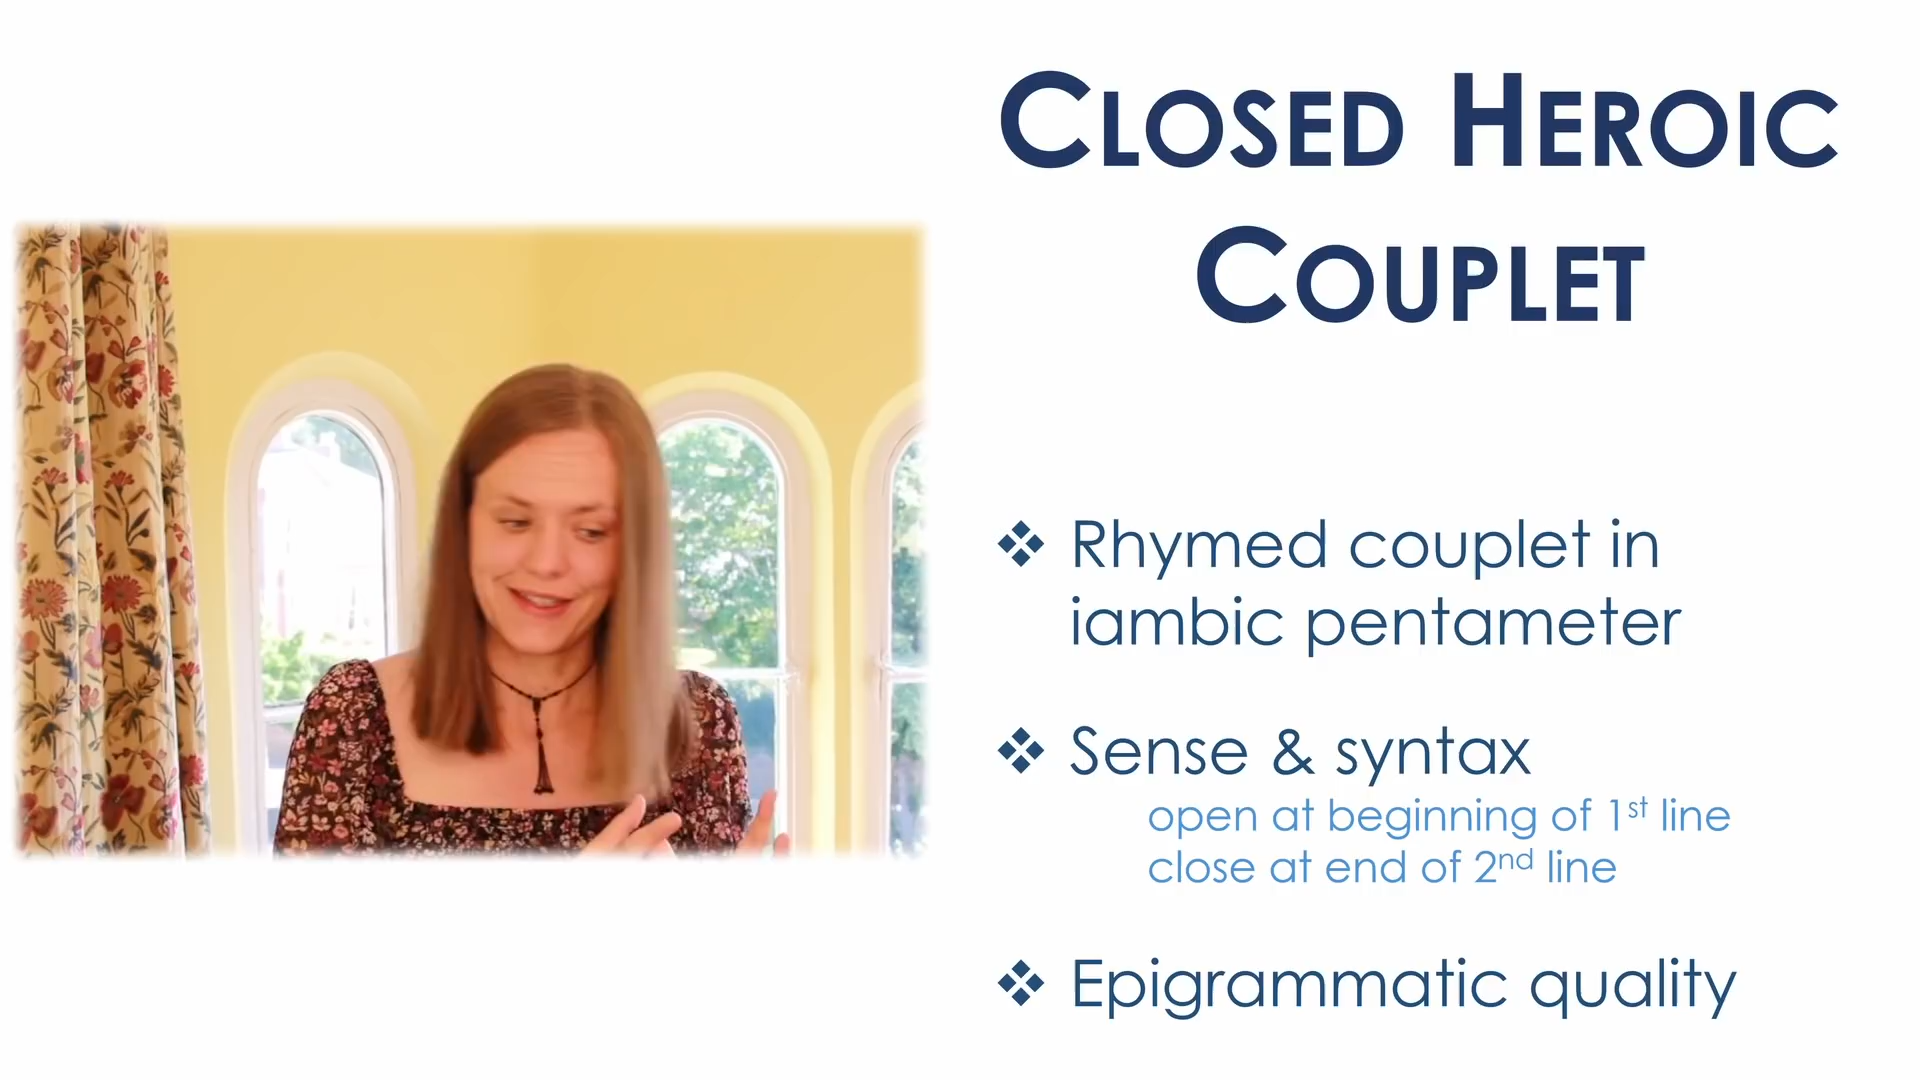 CLOSED HEROIC
COUPLET
❖ Rhymed couplet in
iambic pentameter
❖ Sense & syntax
open at beginning of 1st line
close at end of 2nd line
❖ Epigrammatic quality